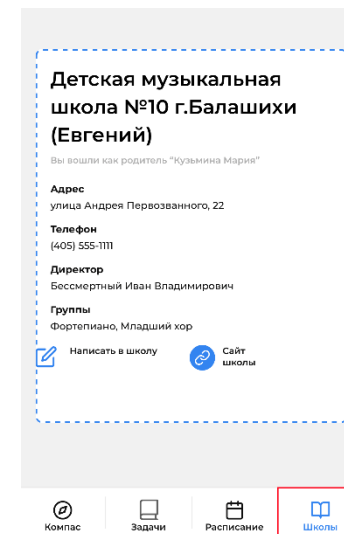 Детская музыкальная
школа №10 г.Балашихи
(Евгений)
Вы вошли как родитель "Кузьмина Мария"
Адрес
улица Андрея Первозванного, 22
Телефон
(405) 555-1111
Директор
Бессмертный Иван Владимирович
Группы
Фортепиано, Младший хор
Написать в школу
Сайт
школы
Компас
Задачи
Расписание
Школы